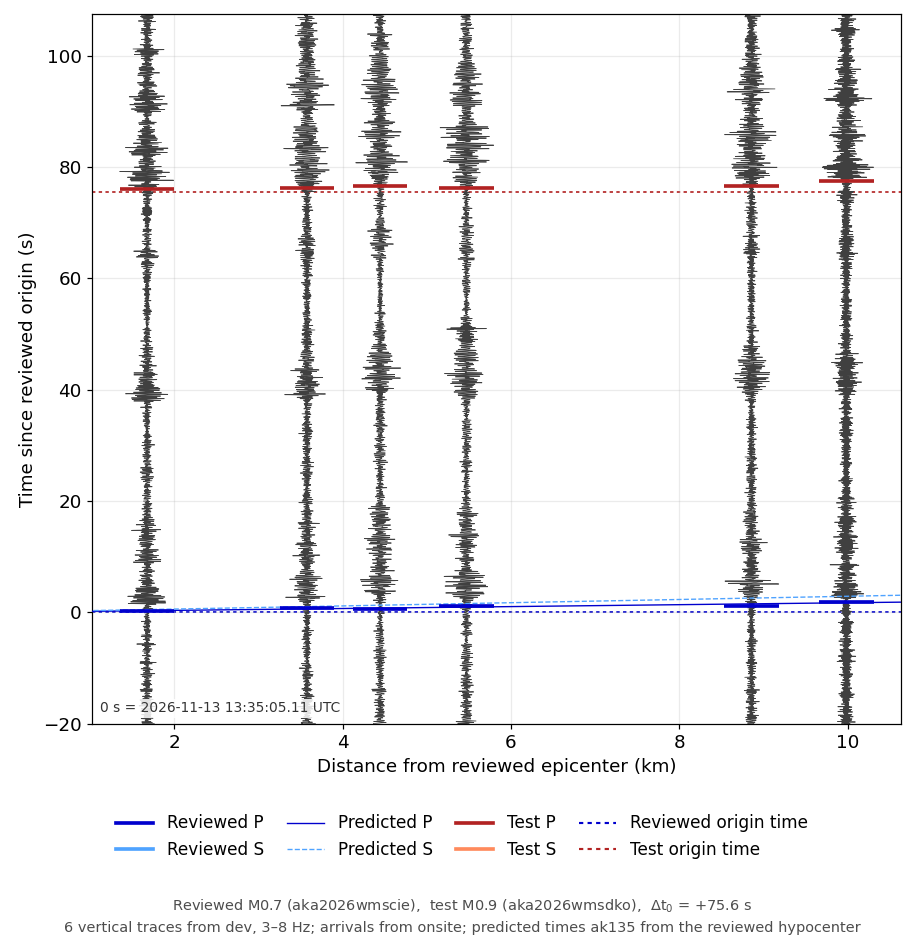 100
80
60
40
20
0
−20
Time since reviewed origin (s)
0 s = 2026-11-13 13:35:05.11 UTC
2 4 6 8 10
Distance from reviewed epicenter (km)
Reviewed P Predicted P Test P Reviewed origin time
Reviewed S Predicted S Test S Test origin time
Reviewed M0.7 (aka2026wmscie), test M0.9 (aka2026wmsdko), Δt₀ = +75.6 s
6 vertical traces from dev, 3–8 Hz; arrivals from onsite; predicted times ak135 from the reviewed hypocenter